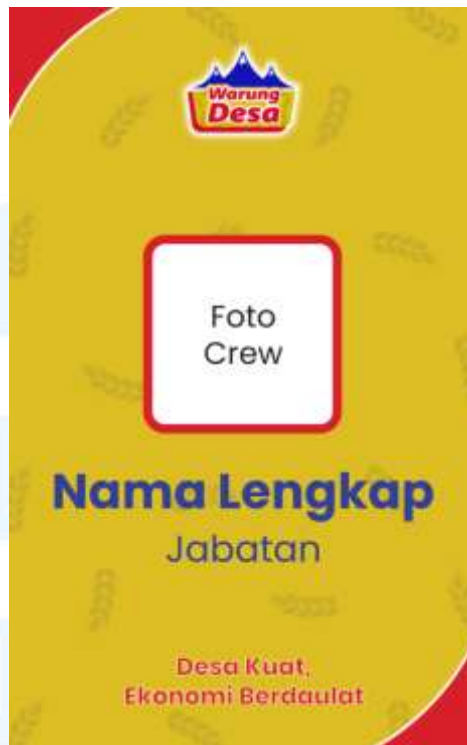 Warung
Desa
Foto
Crew
Nama Lengkap
Jabatan
Desa Kuat,
Ekonomi Berdaulat